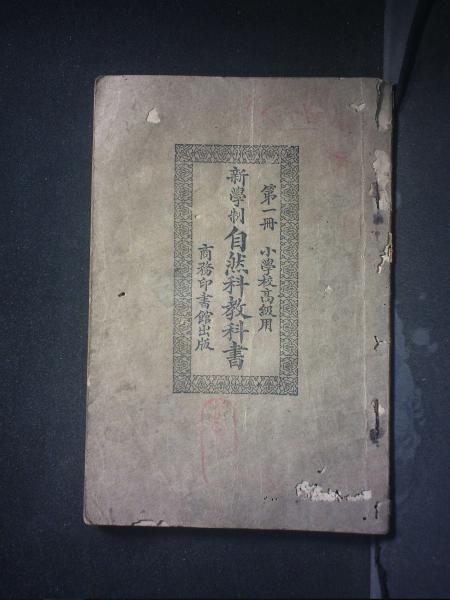 第一冊 小學校高級用
新學制自然科教科書
商務印書館出版